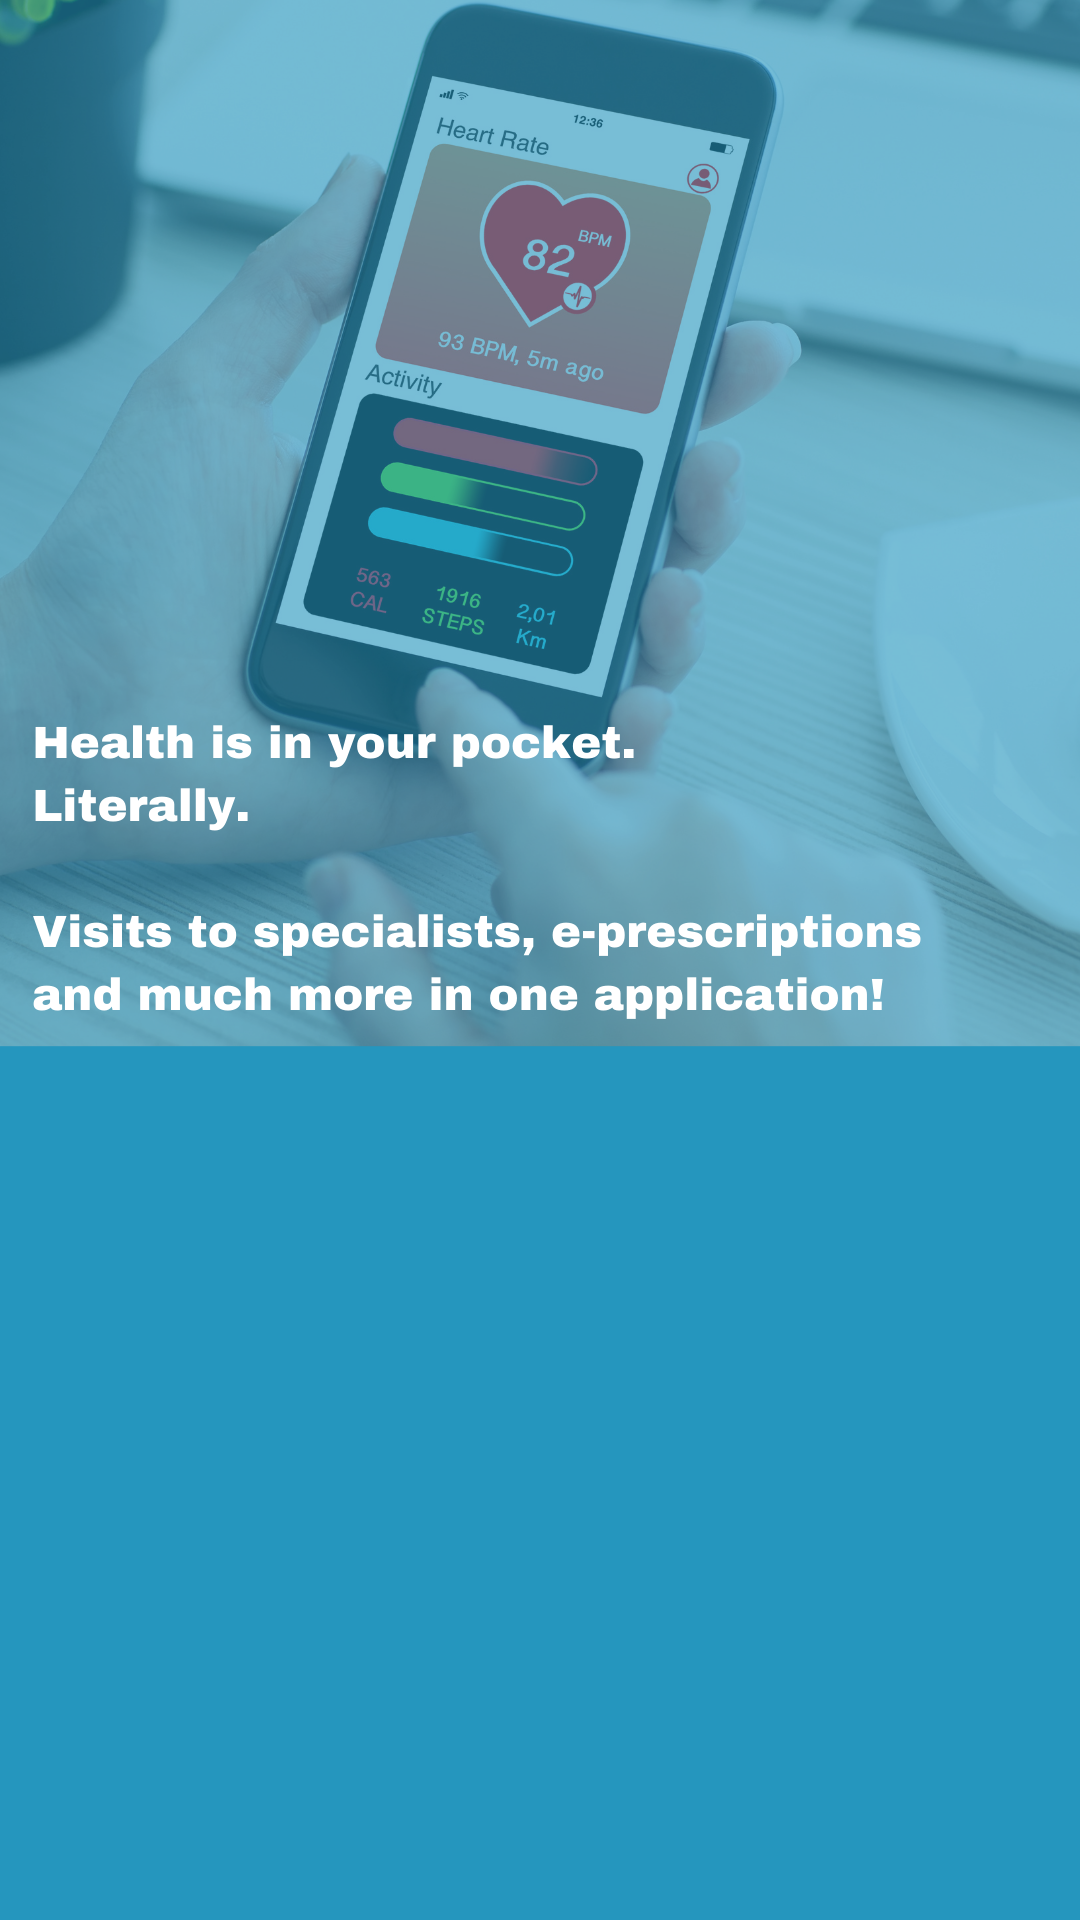 12:36
Heart Rate
82
BPM
93 BPM, 5m ago
Activity
563
CAL
1916
STEPS
2,01
Km
Health is in your pocket.
Literally.
Visits to specialists, e-prescriptions
and much more in one application!